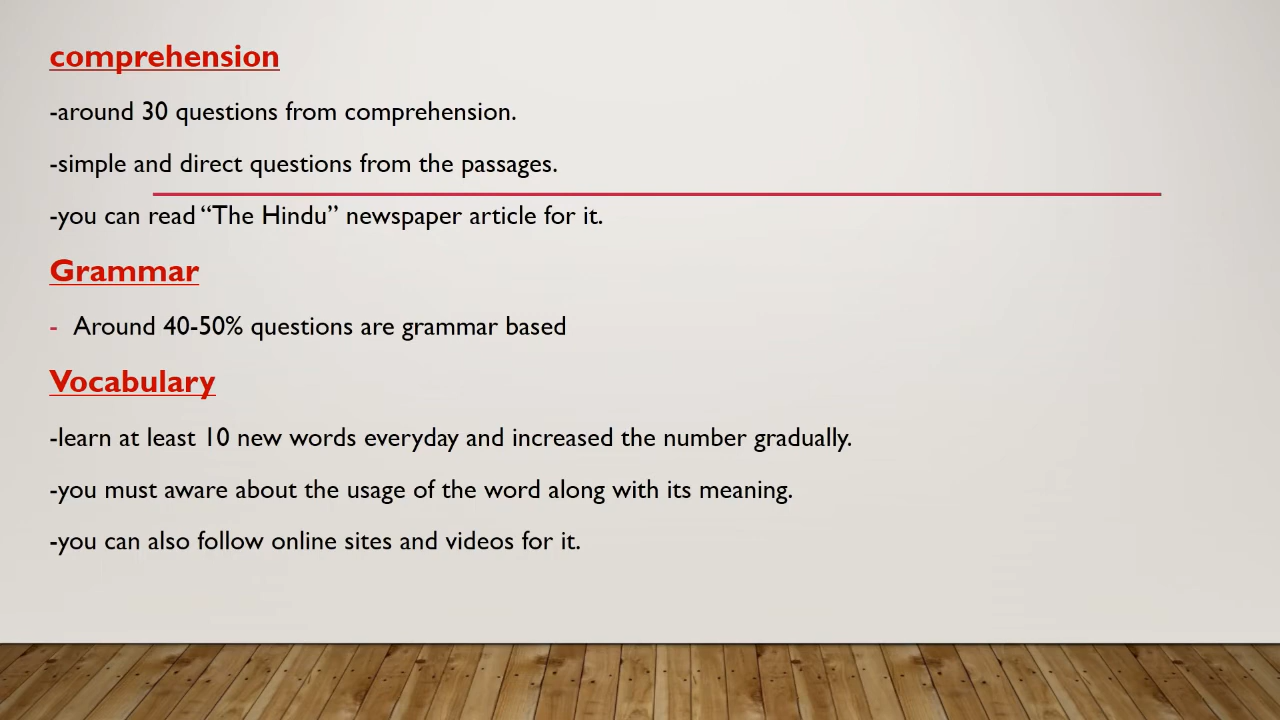 comprehension
-around 30 questions from comprehension.
-simple and direct questions from the passages.
-you can read “The Hindu” newspaper article for it.
Grammar
- Around 40-50% questions are grammar based
Vocabulary
-learn at least 10 new words everyday and increased the number gradually.
-you must aware about the usage of the word along with its meaning.
-you can also follow online sites and videos for it.